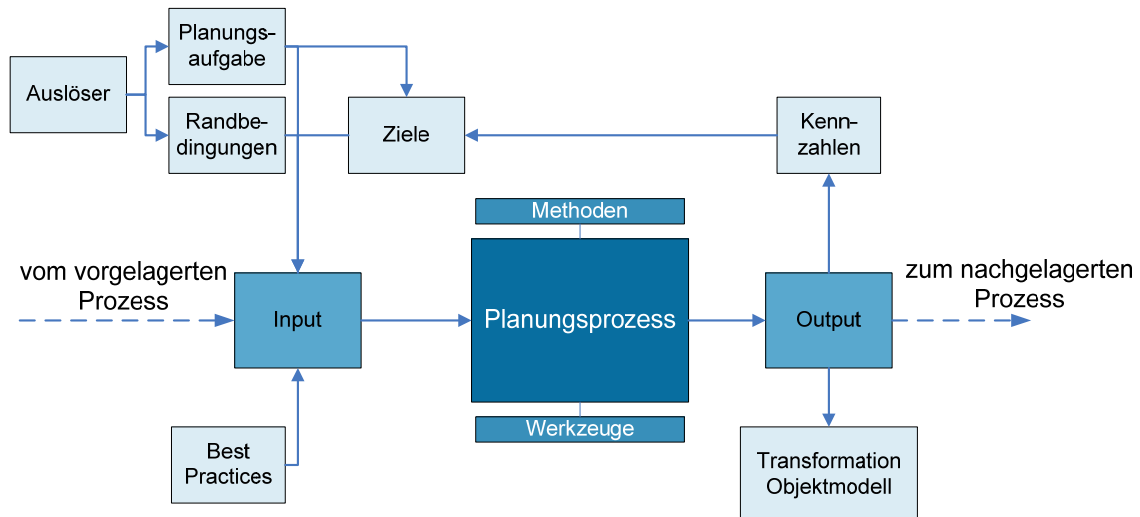 Planungs-
aufgabe
Auslöser
Randbe-
dingungen
Ziele
Kenn-
zahlen
Methoden
vom vorgelagerten
Prozess
Input
Planungsprozess
Output
zum nachgelagerten
Prozess
Werkzeuge
Best
Practices
Transformation
Objektmodell